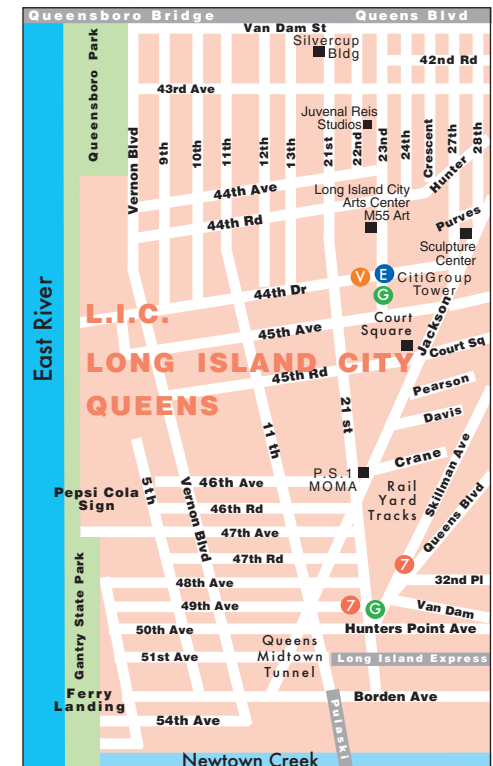 Queensboro Bridge
Queens Blvd
Van Dam St
Silvercup
Bldg
42nd Rd
Queensboro Park
43rd Ave
Juvenal Reis
Studios
Vernon Blvd
9th
10th
11th
12th
13th
21st
22nd
23nd
24th
Crescent
27th
28th
Hunter
44th Ave
Long Island City
Arts Center
M55 Art
44th Rd
Purves
Sculpture
Center
V
E
G
CitiGroup
Tower
44th Dr
East River
L.I.C.
LONG ISLAND CITY
QUEENS
Court
Square
Jackson
45th Ave
Court Sq
45th Rd
Pearson
21 st
Davis
11 th
Crane
Skillman Ave
Queens Blvd
P.S.1
MOMA
Rail
Yard
Tracks
5th
Vernon Blvd
46th Ave
Pepsi Cola
Sign
46th Rd
47th Ave
47th Rd
7
32nd Pl
48th Ave
Gantry State Park
49th Ave
7
G
Van Dam
50th Ave
Hunters Point Ave
Queens
Midtown
Tunnel
51st Ave
Long Island Express
Ferry
Landing
Borden Ave
54th Ave
Pulaski
Newtown Creek